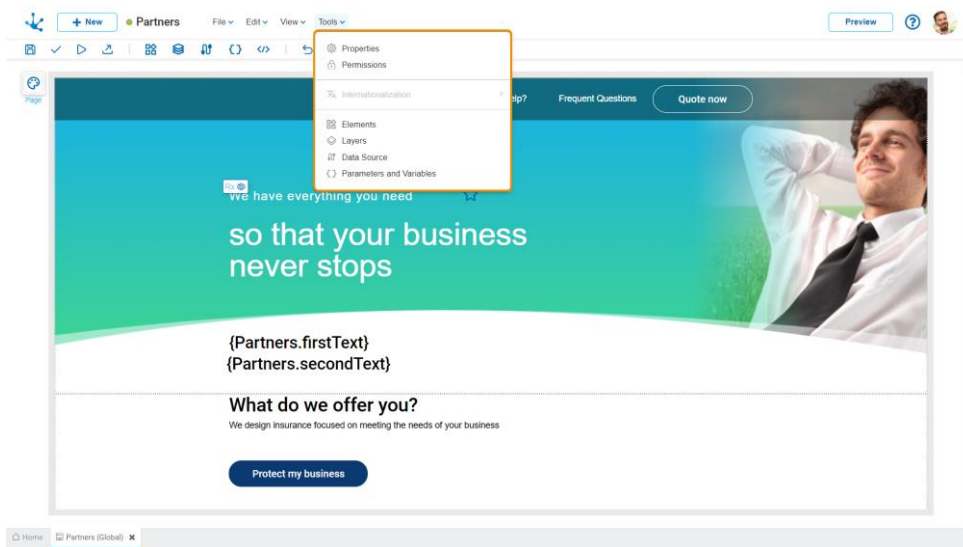 + New
Partners
File
Edit
View
Tools
Preview
?
Properties
Permissions
Internationalization
Elements
Layers
Data Source
{} Parameters and Variables
Page
elp?
Frequent Questions
Quote now
Rx
We have everything you need
so that your business
never stops
{Partners.firstText}
{Partners.secondText}
What do we offer you?
We design insurance focused on meeting the needs of your business
Protect my business
Home
Partners (Global)